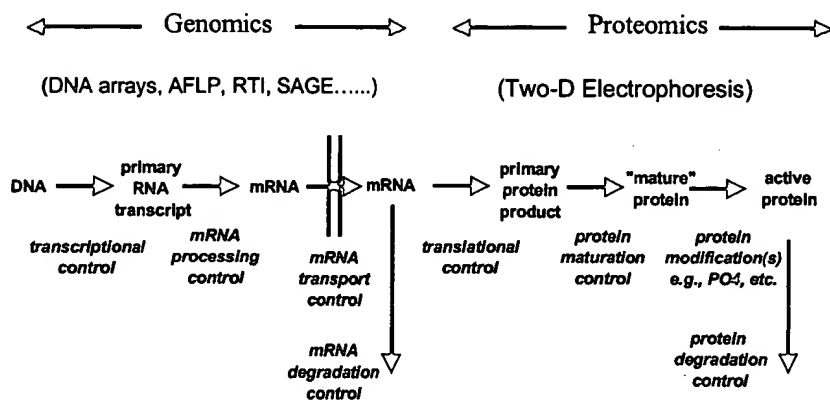 Genomics
Proteomics
(DNA arrays, AFLP, RTI, SAGE......)
(Two-D Electrophoresis)
DNA
primary
RNA
transcript
mRNA
mRNA
primary
protein
product
"mature"
protein
active
protein
transcriptional
control
mRNA
processing
control
mRNA
transport
control
translational
control
protein
maturation
control
protein
modification(s)
e.g., PO4, etc.
mRNA
degradation
control
protein
degradation
control